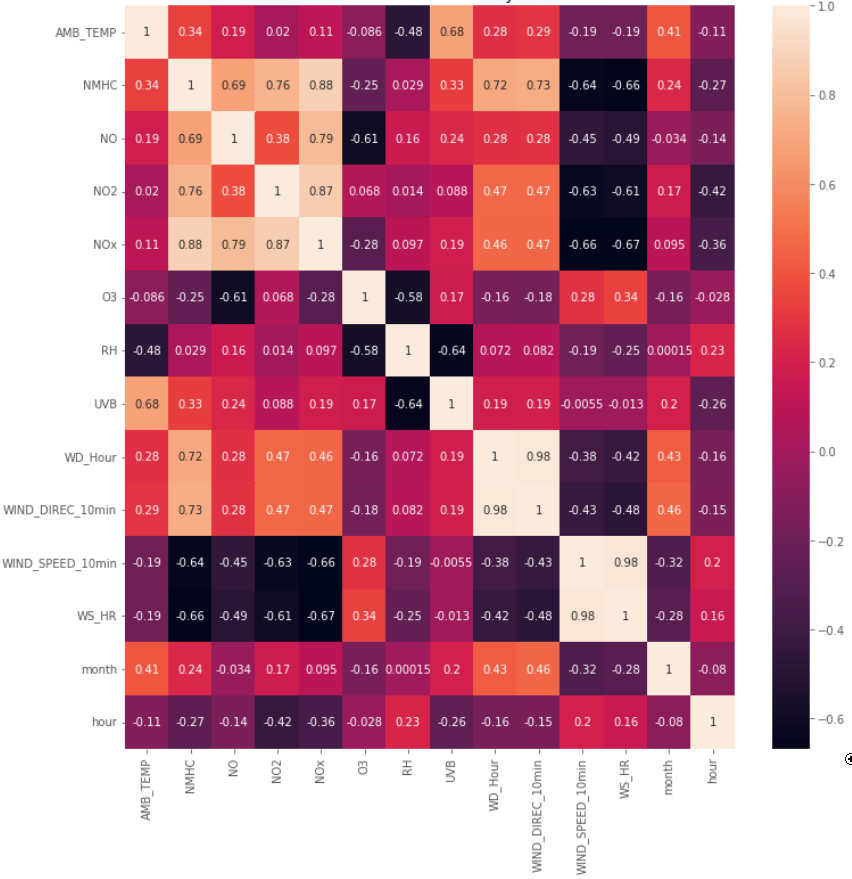 AMB_TEMP 1 0.34 0.19 0.02 0.11 -0.086 -0.48 0.68 0.28 0.29 -0.19 -0.19 0.41 -0.11
NMHC 0.34 1 0.69 0.76 0.88 -0.25 0.029 0.33 0.72 0.73 -0.64 -0.66 0.24 -0.27
NO 0.19 0.69 1 0.38 0.79 -0.61 0.16 0.24 0.28 0.28 -0.45 -0.49 -0.034 -0.14
NO2 0.02 0.76 0.38 1 0.87 0.068 0.014 0.088 0.47 0.47 -0.63 -0.61 0.17 -0.42
NOx 0.11 0.88 0.79 0.87 1 -0.28 0.097 0.19 0.46 0.47 -0.66 -0.67 0.095 -0.36
O3 -0.086 -0.25 -0.61 0.068 -0.28 1 -0.58 0.17 -0.16 -0.18 0.28 0.34 -0.16 -0.028
RH -0.48 0.029 0.16 0.014 0.097 -0.58 1 -0.64 0.072 0.082 -0.19 -0.25 0.00015 0.23
UVB 0.68 0.33 0.24 0.088 0.19 0.17 -0.64 1 0.19 0.19 -0.0055 -0.013 0.2 -0.26
WD_Hour 0.28 0.72 0.28 0.47 0.46 -0.16 0.072 0.19 1 0.98 -0.38 -0.42 0.43 -0.16
WIND_DIREC_10min 0.29 0.73 0.28 0.47 0.47 -0.18 0.082 0.19 0.98 1 -0.43 -0.48 0.46 -0.15
WIND_SPEED_10min -0.19 -0.64 -0.45 -0.63 -0.66 0.28 -0.19 -0.0055 -0.38 -0.43 1 0.98 -0.32 0.2
WS_HR -0.19 -0.66 -0.49 -0.61 -0.67 0.34 -0.25 -0.013 -0.42 -0.48 0.98 1 -0.28 0.16
month 0.41 0.24 -0.034 0.17 0.095 -0.16 0.00015 0.2 0.43 0.46 -0.32 -0.28 1 -0.08
hour -0.11 -0.27 -0.14 -0.42 -0.36 -0.028 0.23 -0.26 -0.16 -0.15 0.2 0.16 -0.08 1
AMB_TEMP
NMHC
NO
NO2
NOx
O3
RH
UVB
WD_Hour
WIND_DIREC_10min
WIND_SPEED_10min
WS_HR
month
hour
1.0
0.8
0.6
0.4
0.2
0.0
−0.2
−0.4
−0.6